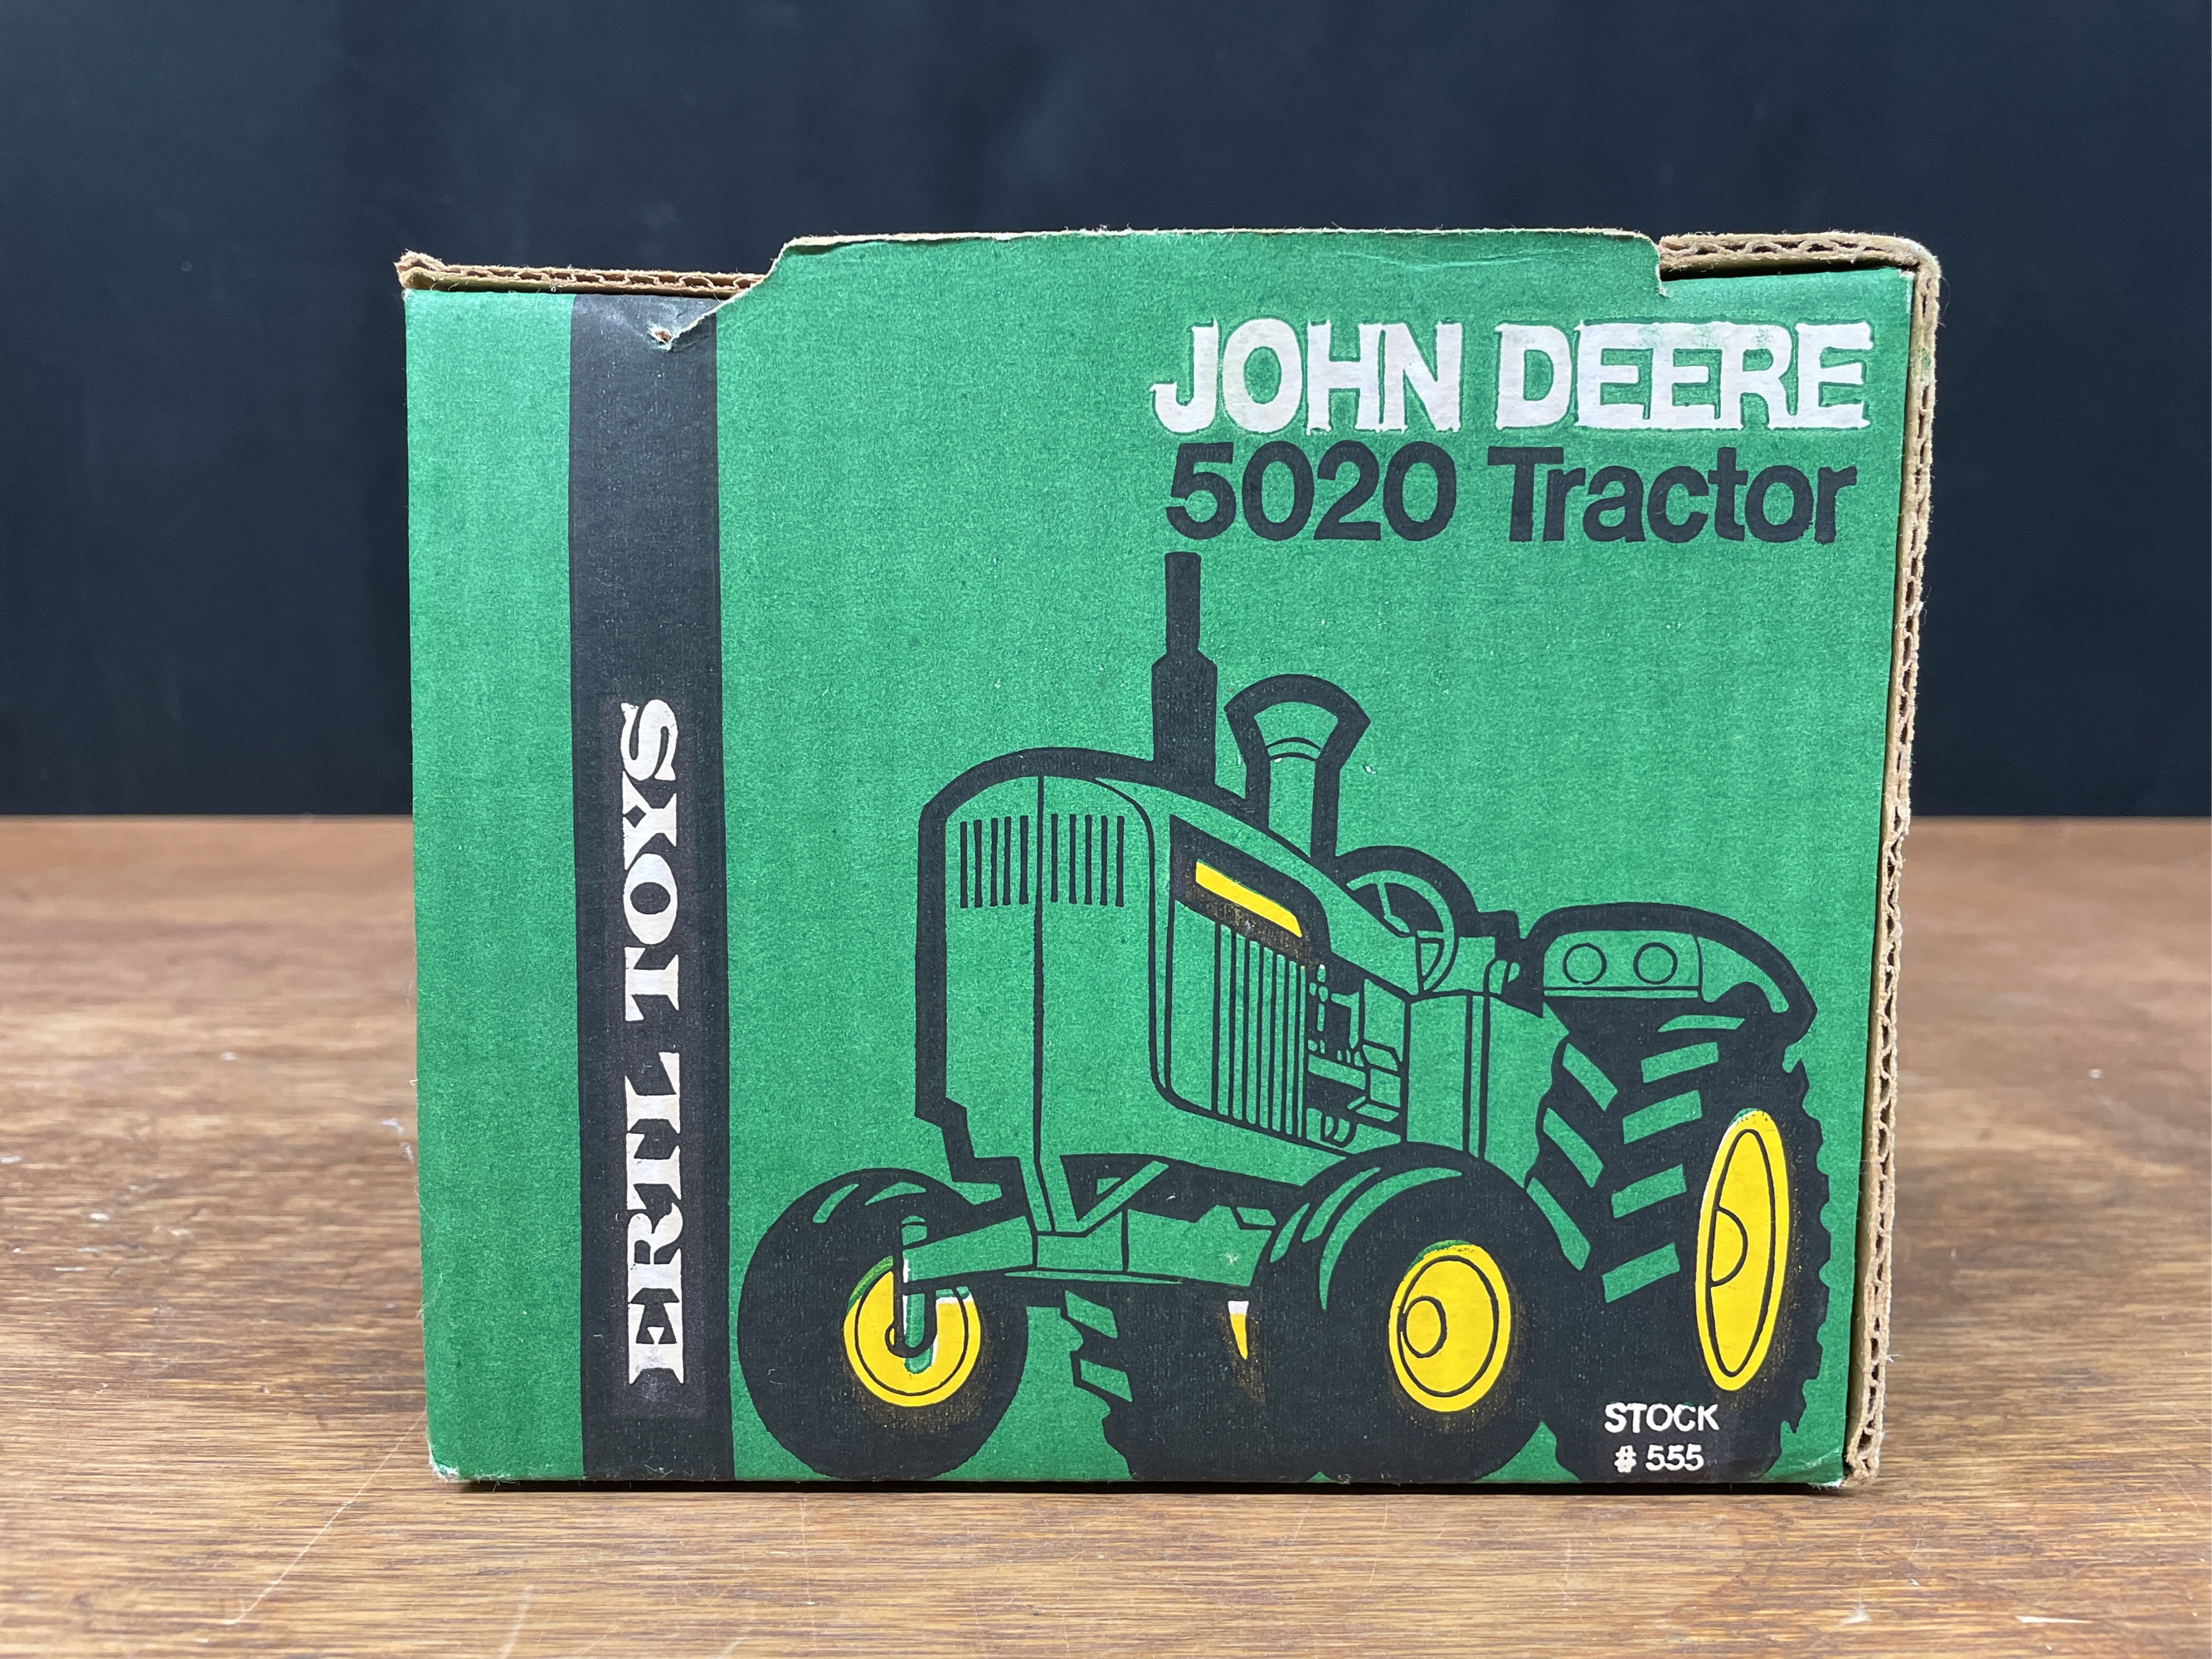 JOHN DEERE
5020 Tractor
ERTL TOYS
STOCK
# 555